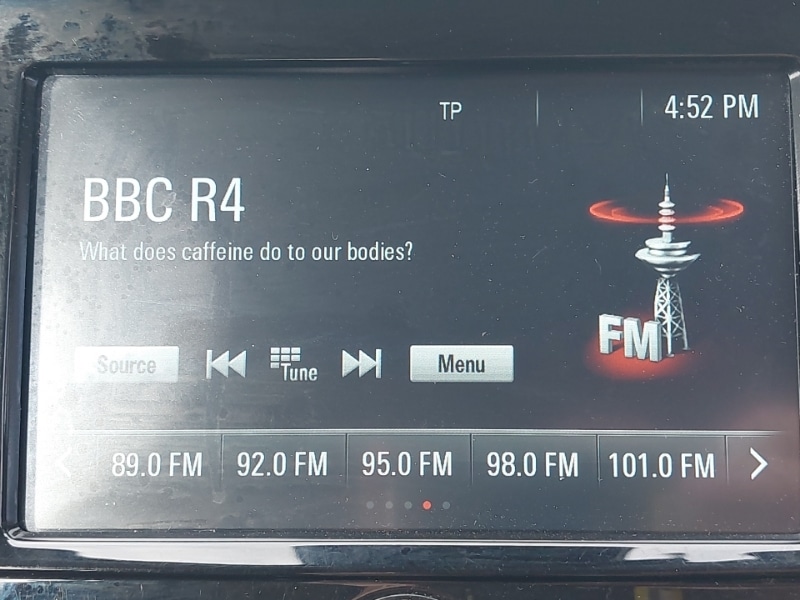 TP
4:52 PM
BBC R4
What does caffeine do to our bodies?
FM
Source
Tune
Menu
89.0 FM
92.0 FM
95.0 FM
98.0 FM
101.0 FM